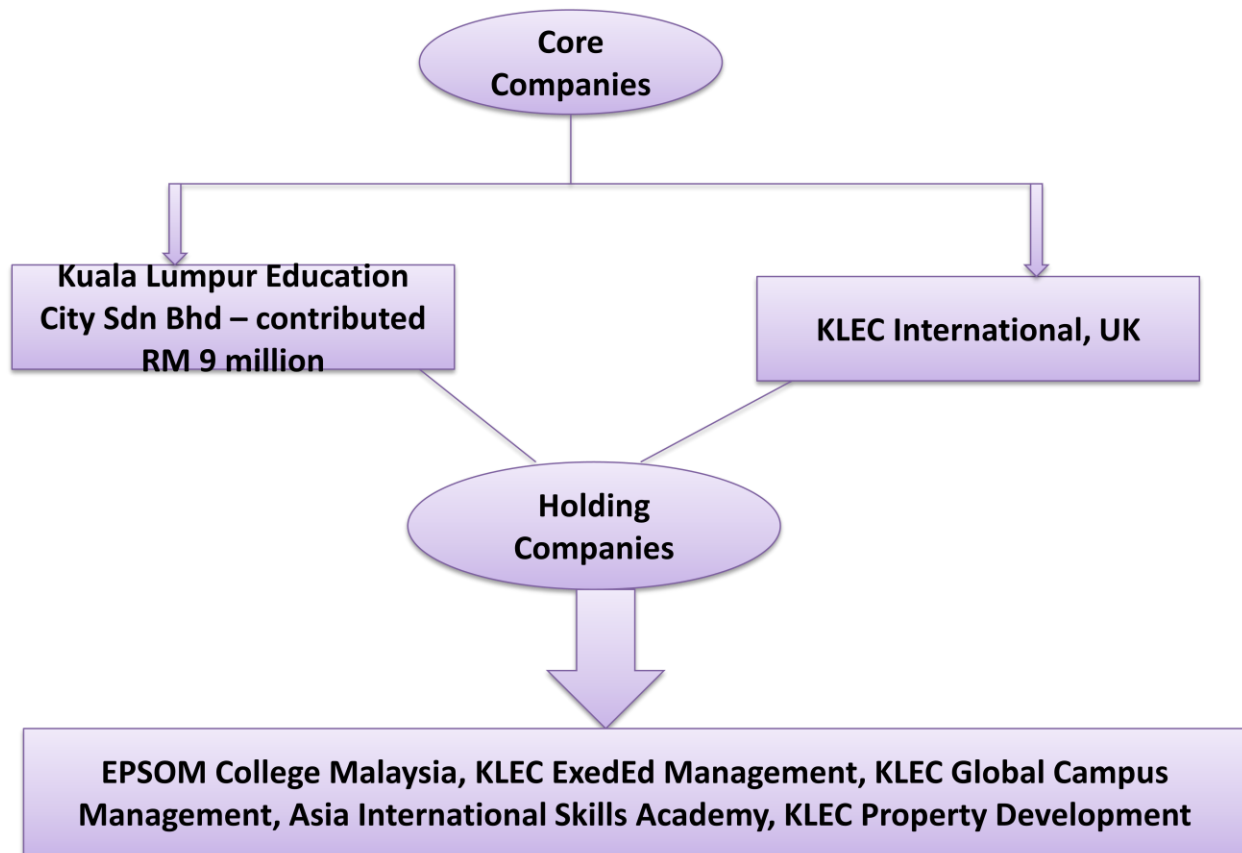 Core
Companies
Kuala Lumpur Education
City Sdn Bhd – contributed
RM 9 million
KLEC International, UK
Holding
Companies
EPSOM College Malaysia, KLEC ExedEd Management, KLEC Global Campus
Management, Asia International Skills Academy, KLEC Property Development